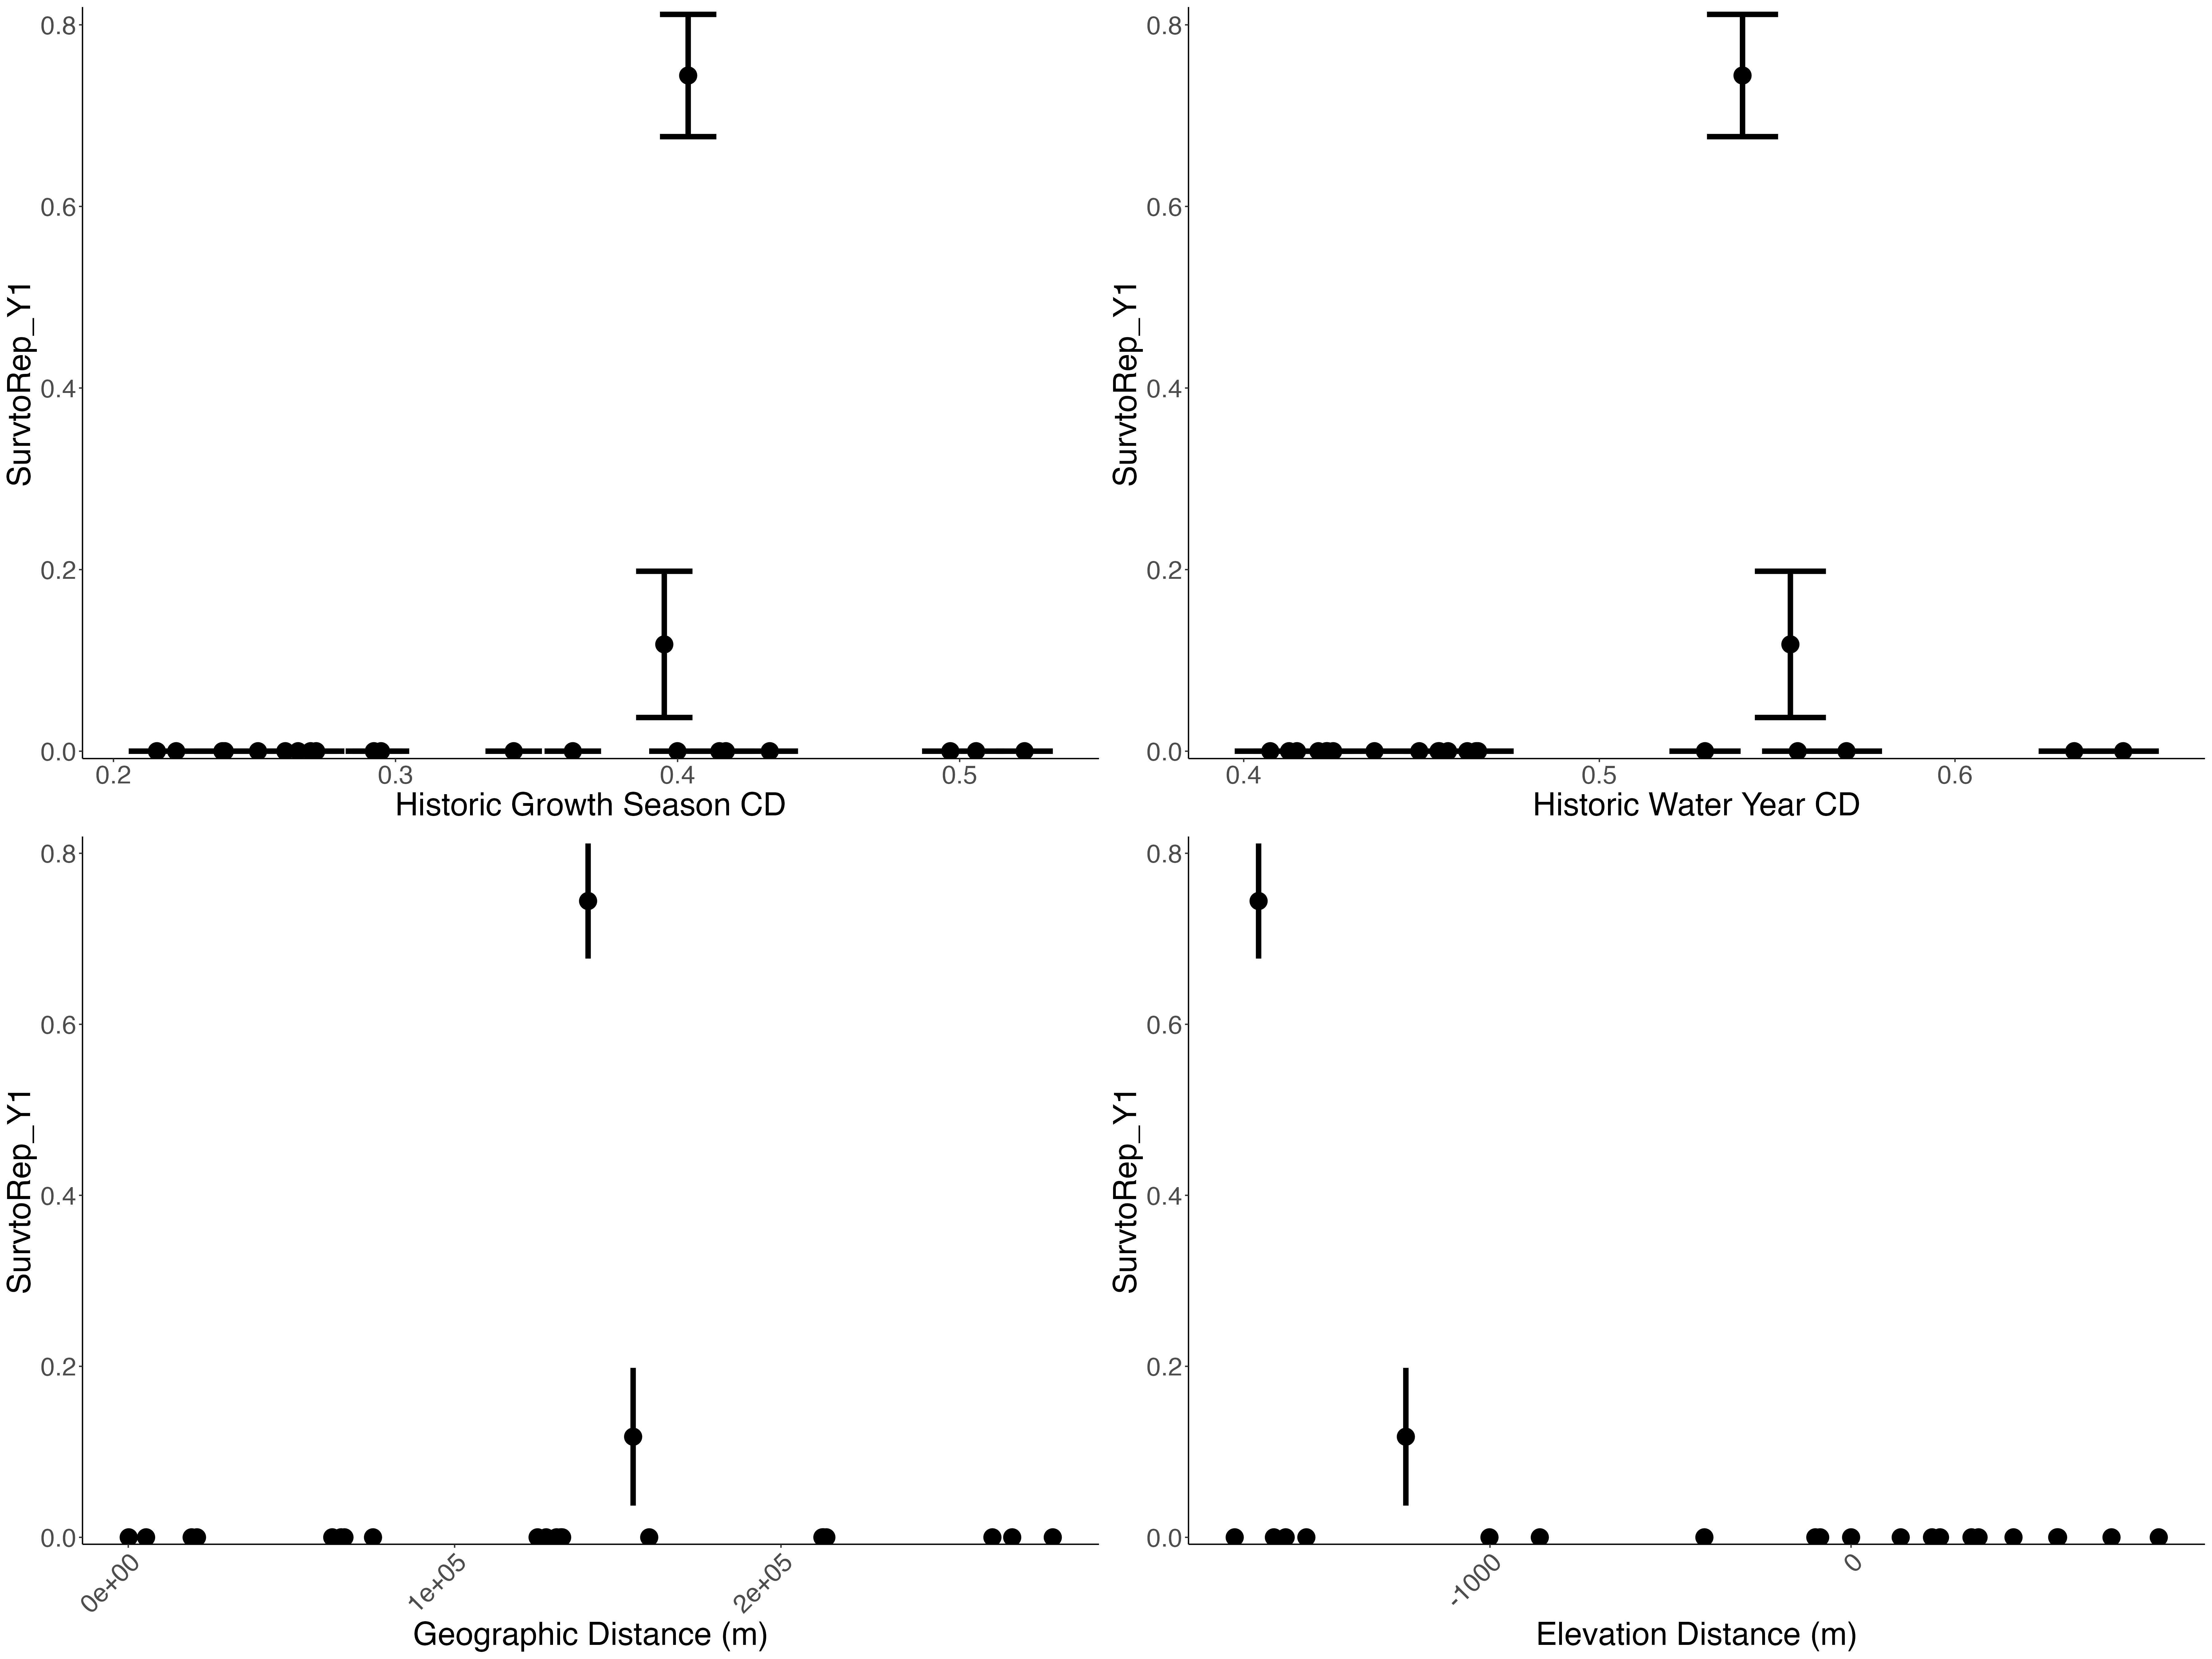 0.8
0.6
0.4
0.2
0.0
SurvtoRep_Y1
0.2 0.3 0.4 0.5
Historic Growth Season CD
0.8
0.6
0.4
0.2
0.0
SurvtoRep_Y1
0.4 0.5 0.6
Historic Water Year CD
0.8
0.6
0.4
0.2
0.0
SurvtoRep_Y1
0e+00 1e+05 2e+05
Geographic Distance (m)
0.8
0.6
0.4
0.2
0.0
SurvtoRep_Y1
-1000 0
Elevation Distance (m)